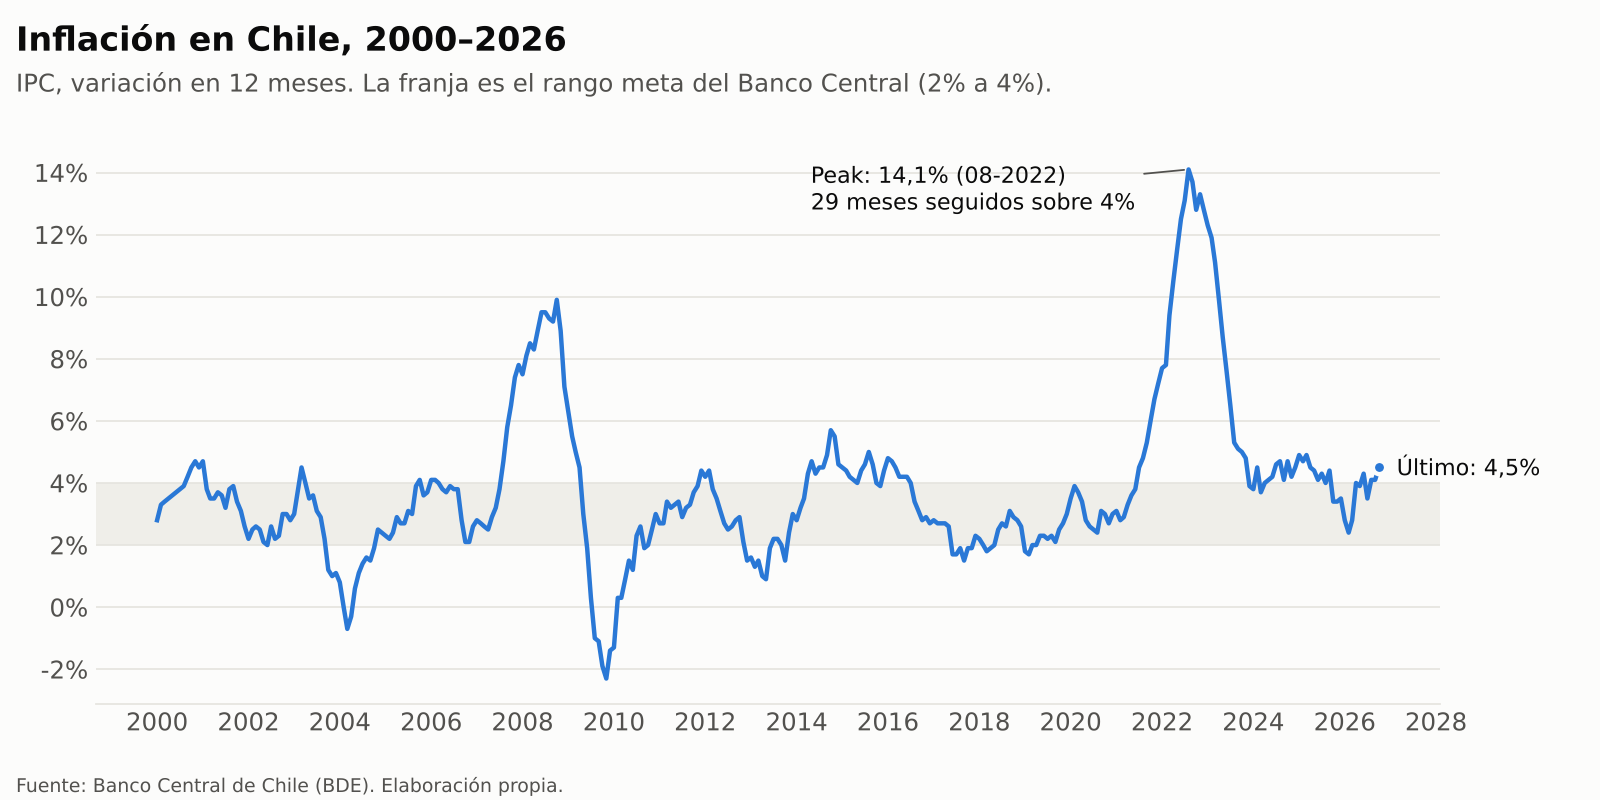 Inflación en Chile, 2000–2026
IPC, variación en 12 meses. La franja es el rango meta del Banco Central (2% a 4%).
14%
12%
10%
8%
6%
4%
2%
0%
-2%
Peak: 14,1% (08-2022)
29 meses seguidos sobre 4%
Último: 4,5%
2000 2002 2004 2006 2008 2010 2012 2014 2016 2018 2020 2022 2024 2026 2028
Fuente: Banco Central de Chile (BDE). Elaboración propia.